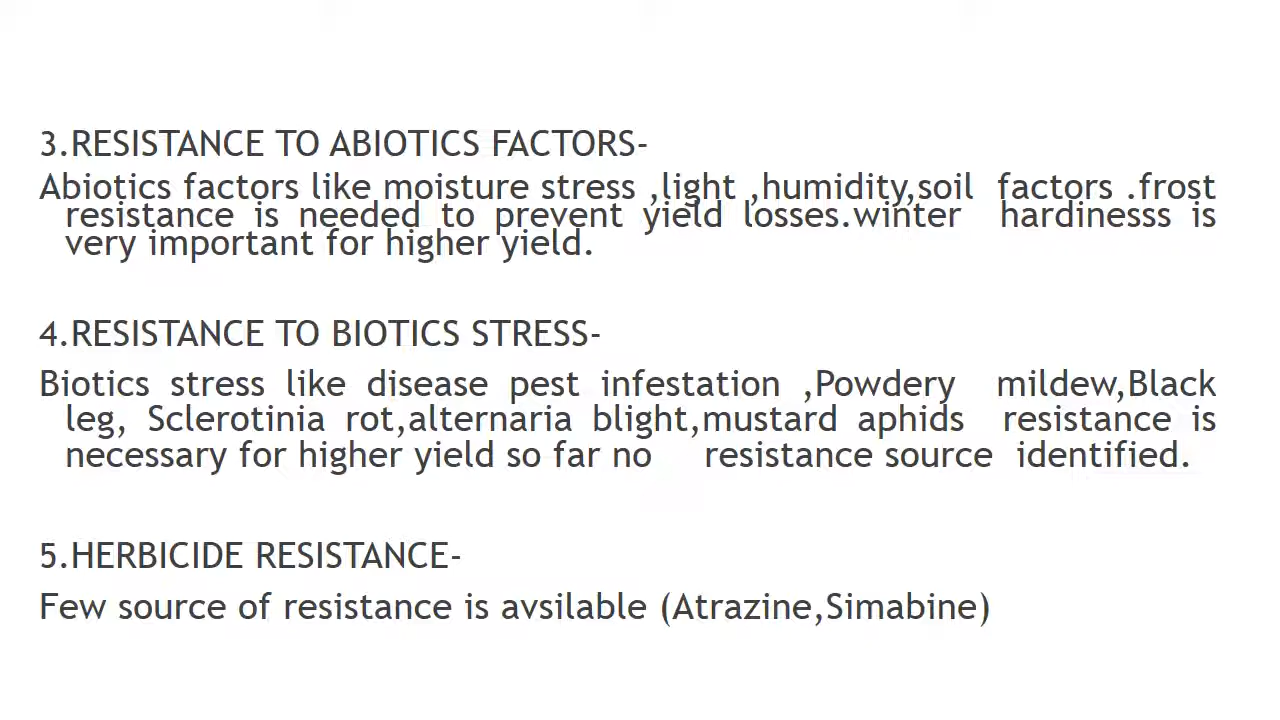 3.RESISTANCE TO ABIOTICS FACTORS-
Abiotics factors like moisture stress ,light ,humidity,soil factors .frost
resistance is needed to prevent yield losses.winter hardinesss is
very important for higher yield.
4.RESISTANCE TO BIOTICS STRESS-
Biotics stress like disease pest infestation ,Powdery mildew,Black
leg, Sclerotinia rot,alternaria blight,mustard aphids resistance is
necessary for higher yield so far no resistance source identified.
5.HERBICIDE RESISTANCE-
Few source of resistance is avsilable (Atrazine,Simabine)